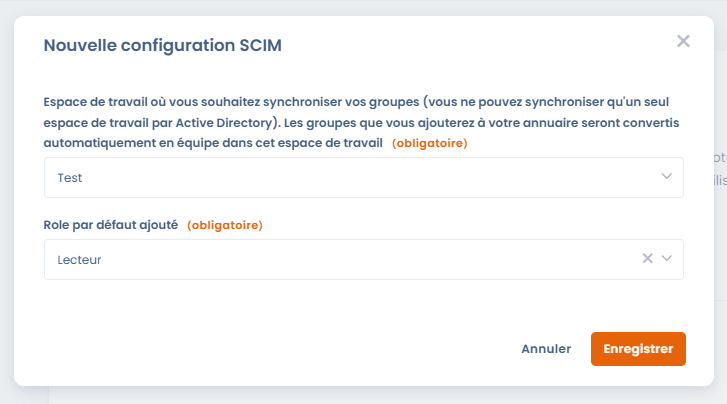 Nouvelle configuration SCIM
Espace de travail où vous souhaitez synchroniser vos groupes (vous ne pouvez synchroniser qu'un seul
espace de travail par Active Directory). Les groupes que vous ajouterez à votre annuaire seront convertis
automatiquement en équipe dans cet espace de travail (obligatoire)
Test
Role par défaut ajouté (obligatoire)
Lecteur
Annuler Enregistrer